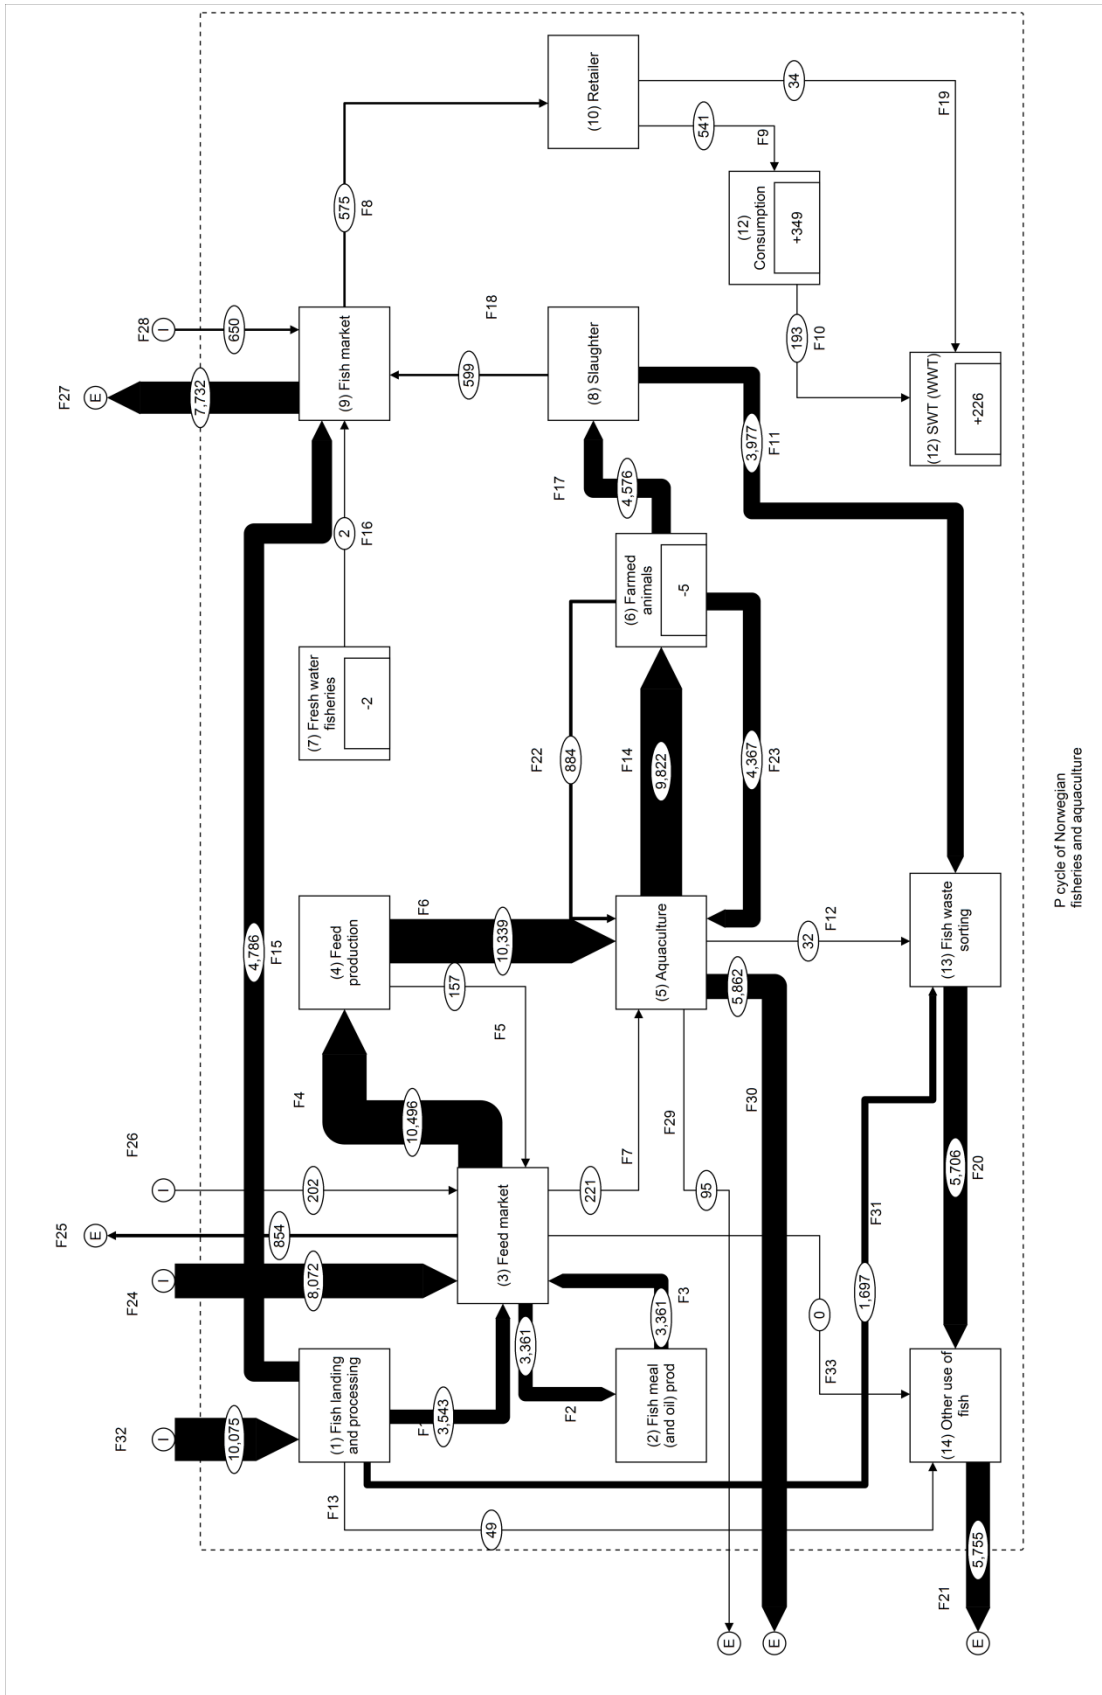 F32
I
10,075
F24
I
8,072
F25
E
854
F26
I
202
F27
E
7,732
F28
I
650
(1) Fish landing
and processing
4,786
F15
F13
49
F1
3,543
F4
10,496
(4) Feed
production
F6
10,339
157
F5
(7) Fresh water
fisheries
-2
2
F16
(9) Fish market
575
F8
(3) Feed market
3,361
F2
3,361
F3
(2) Fish meal
(and oil) prod
221
F7
0
F33
F29
95
E
F22
884
F14
9,822
4,367
F23
(5) Aquaculture
5,862
F30
E
32
F12
(6) Farmed
animals
-5
F17
4,576
(8) Slaughter
599
F18
3,977
F11
(10) Retailer
541
F9
34
F19
(12)
Consumption
+349
193
F10
(12) SWT (WWT)
+226
F31
1,697
(13) Fish waste
sorting
5,706
F20
(14) Other use of
fish
F21
5,755
E
P cycle of Norwegian
fisheries and aquaculture